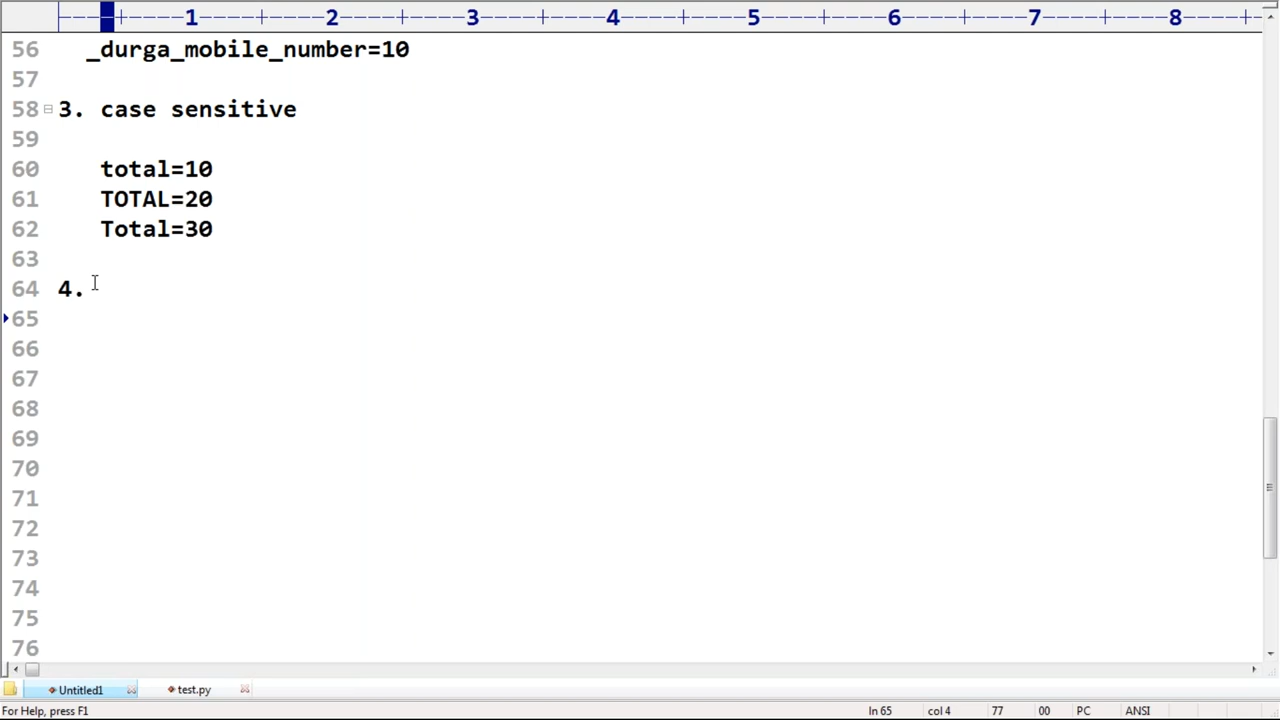 1 2 3 4 5 6 7 8
56 _durga_mobile_number=10
57
58 3. case sensitive
59
60 total=10
61 TOTAL=20
62 Total=30
63
64 4.
65
66
67
68
69
70
71
72
73
74
75
76
Untitled1 test.py
For Help, press F1 ln 65 col 4 77 00 PC ANSI